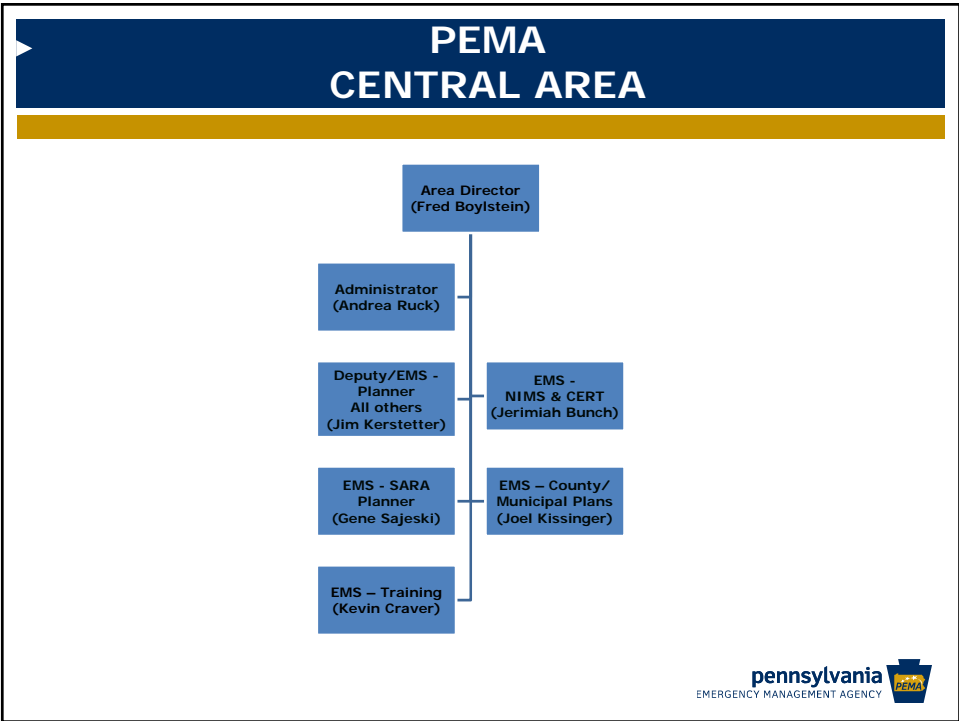 PEMA
CENTRAL AREA
Area Director
(Fred Boylstein)
Administrator
(Andrea Ruck)
Deputy/EMS -
Planner
All others
(Jim Kerstetter)
EMS -
NIMS & CERT
(Jerimiah Bunch)
EMS - SARA
Planner
(Gene Sajeski)
EMS – County/
Municipal Plans
(Joel Kissinger)
EMS – Training
(Kevin Craver)
pennsylvania
EMERGENCY MANAGEMENT AGENCY
PEMA